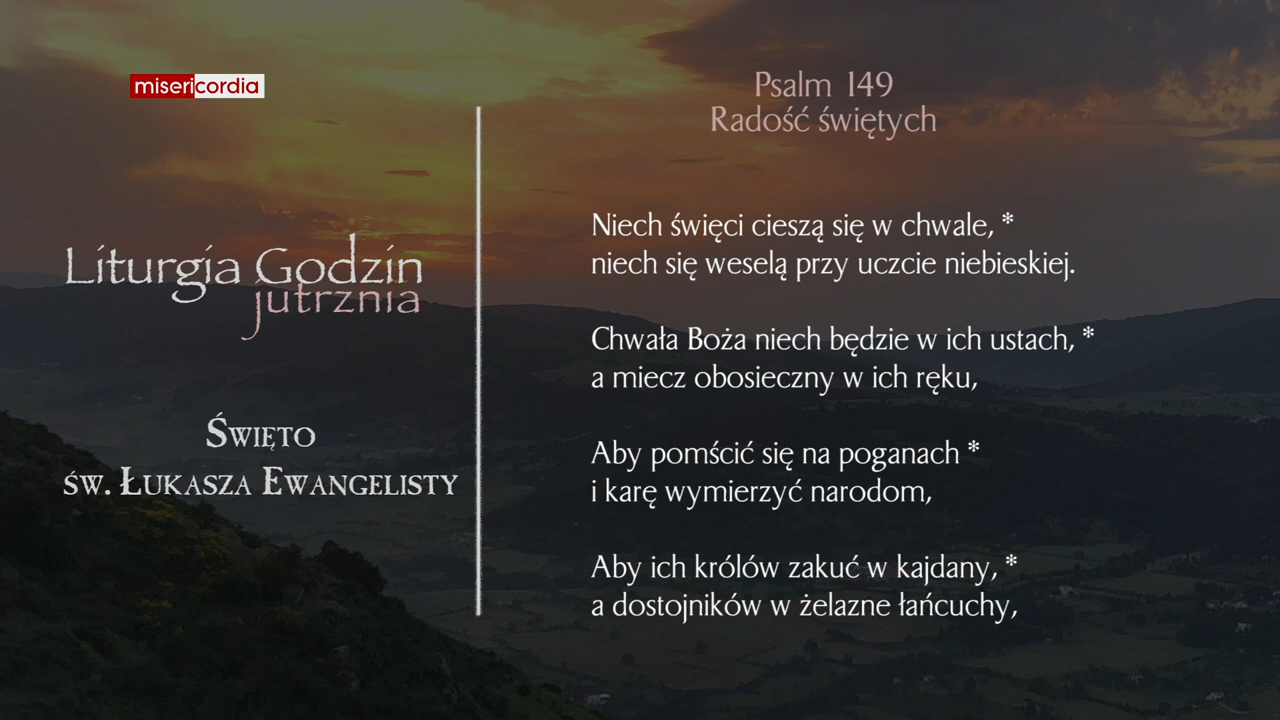 misericordia
Liturgia Godzin
jutrznia
Święto
św. Łukasza Ewangelisty
Psalm 149
Radość świętych
Niech święci cieszą się w chwale, *
niech się weselą przy uczcie niebieskiej.
Chwała Boża niech będzie w ich ustach, *
a miecz obosieczny w ich ręku,
Aby pomścić się na poganach *
i karę wymierzyć narodom,
Aby ich królów zakuć w kajdany, *
a dostojników w żelazne łańcuchy,